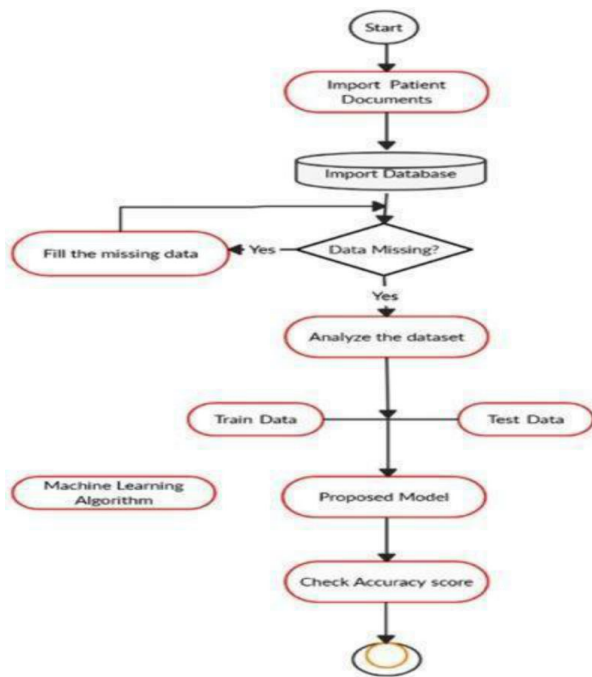 Start
Import Patient
Documents
Import Database
Data Missing?
Yes
Fill the missing data
Yes
Analyze the dataset
Train Data
Test Data
Machine Learning
Algorithm
Proposed Model
Check Accuracy score